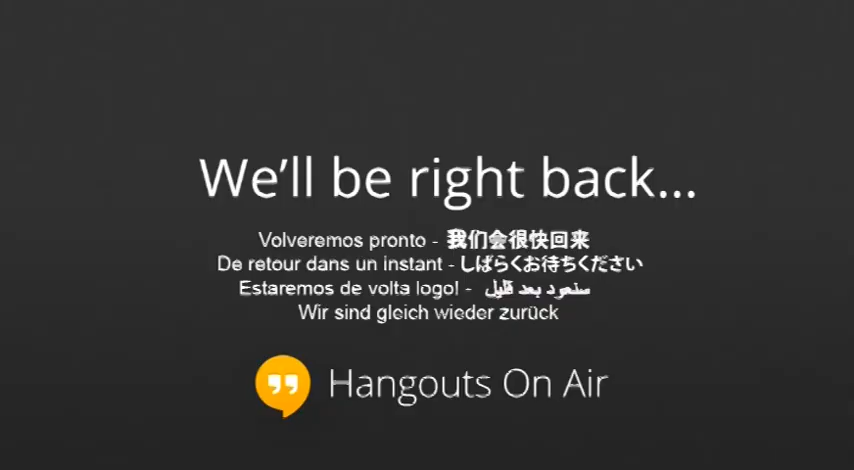 We'll be right back...
Volveremos pronto - 我们会很快回来
De retour dans un instant - しばらくお待ちください
Estaremos de volta logo! - سنعود بعد قليل
Wir sind gleich wieder zurück
Hangouts On Air